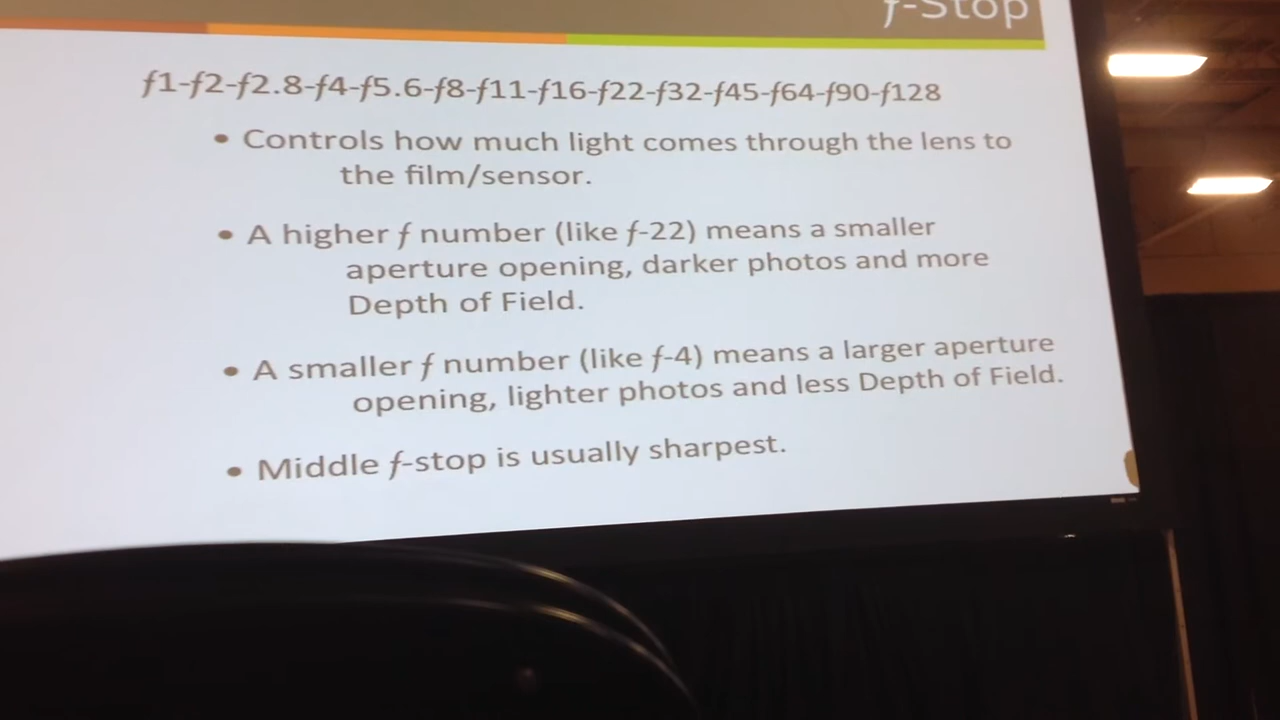 f-Stop
f1-f2-f2.8-f4-f5.6-f8-f11-f16-f22-f32-f45-f64-f90-f128
• Controls how much light comes through the lens to
the film/sensor.
• A higher f number (like f-22) means a smaller
aperture opening, darker photos and more
Depth of Field.
• A smaller f number (like f-4) means a larger aperture
opening, lighter photos and less Depth of Field.
• Middle f-stop is usually sharpest.